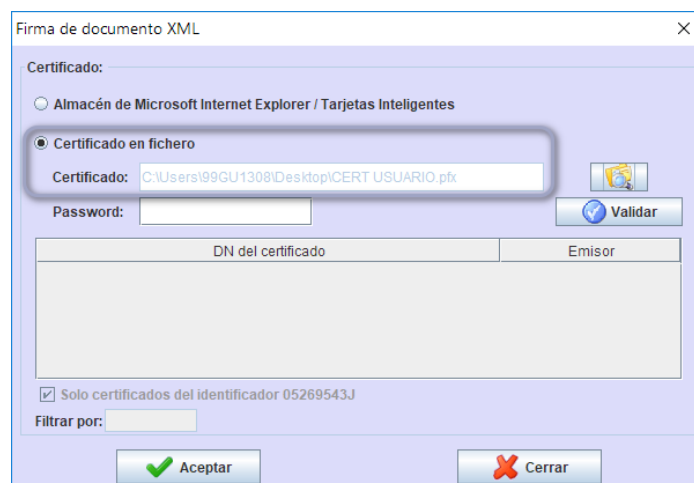 Firma de documento XML
Certificado:
Almacén de Microsoft Internet Explorer / Tarjetas Inteligentes
Certificado en fichero
Certificado: C:\Users\99GU1308\Desktop\CERT USUARIO.pfx
Password:
Validar
DN del certificado Emisor
Solo certificados del identificador 05269543J
Filtrar por:
Aceptar Cerrar